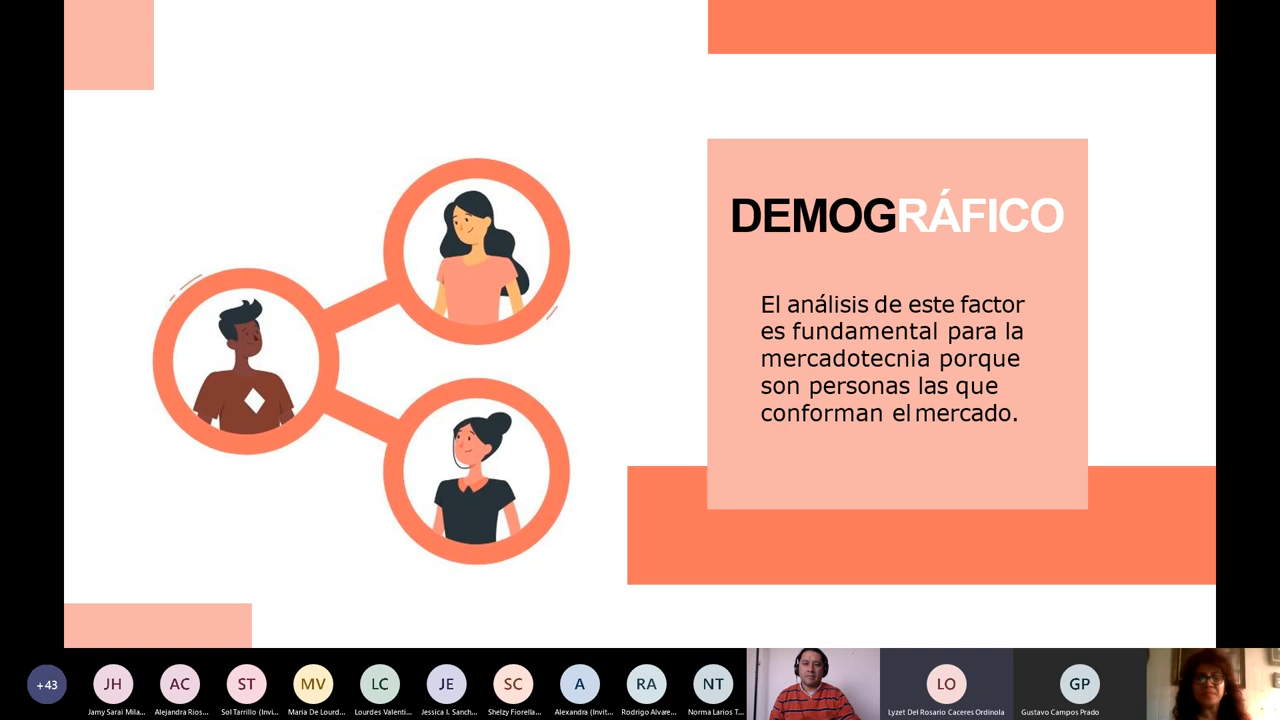 DEMOGRÁFICO
El análisis de este factor
es fundamental para la
mercadotecnia porque
son personas las que
conforman el mercado.
+43
JH
AC
ST
MV
LC
JE
SC
A
RA
NT
LO
GP
Jamy Sarai Mila...
Alejandra Rios...
Sol Tarrillo (Invi...
Maria De Lourd...
Lourdes Valenti...
Jessica I. Sanch...
Shelzy Fiorella...
Alexandra (Invit...
Rodrigo Alvare...
Norma Larios T...
Lyzet Del Rosario Caceres Ordinola
Gustavo Campos Prado